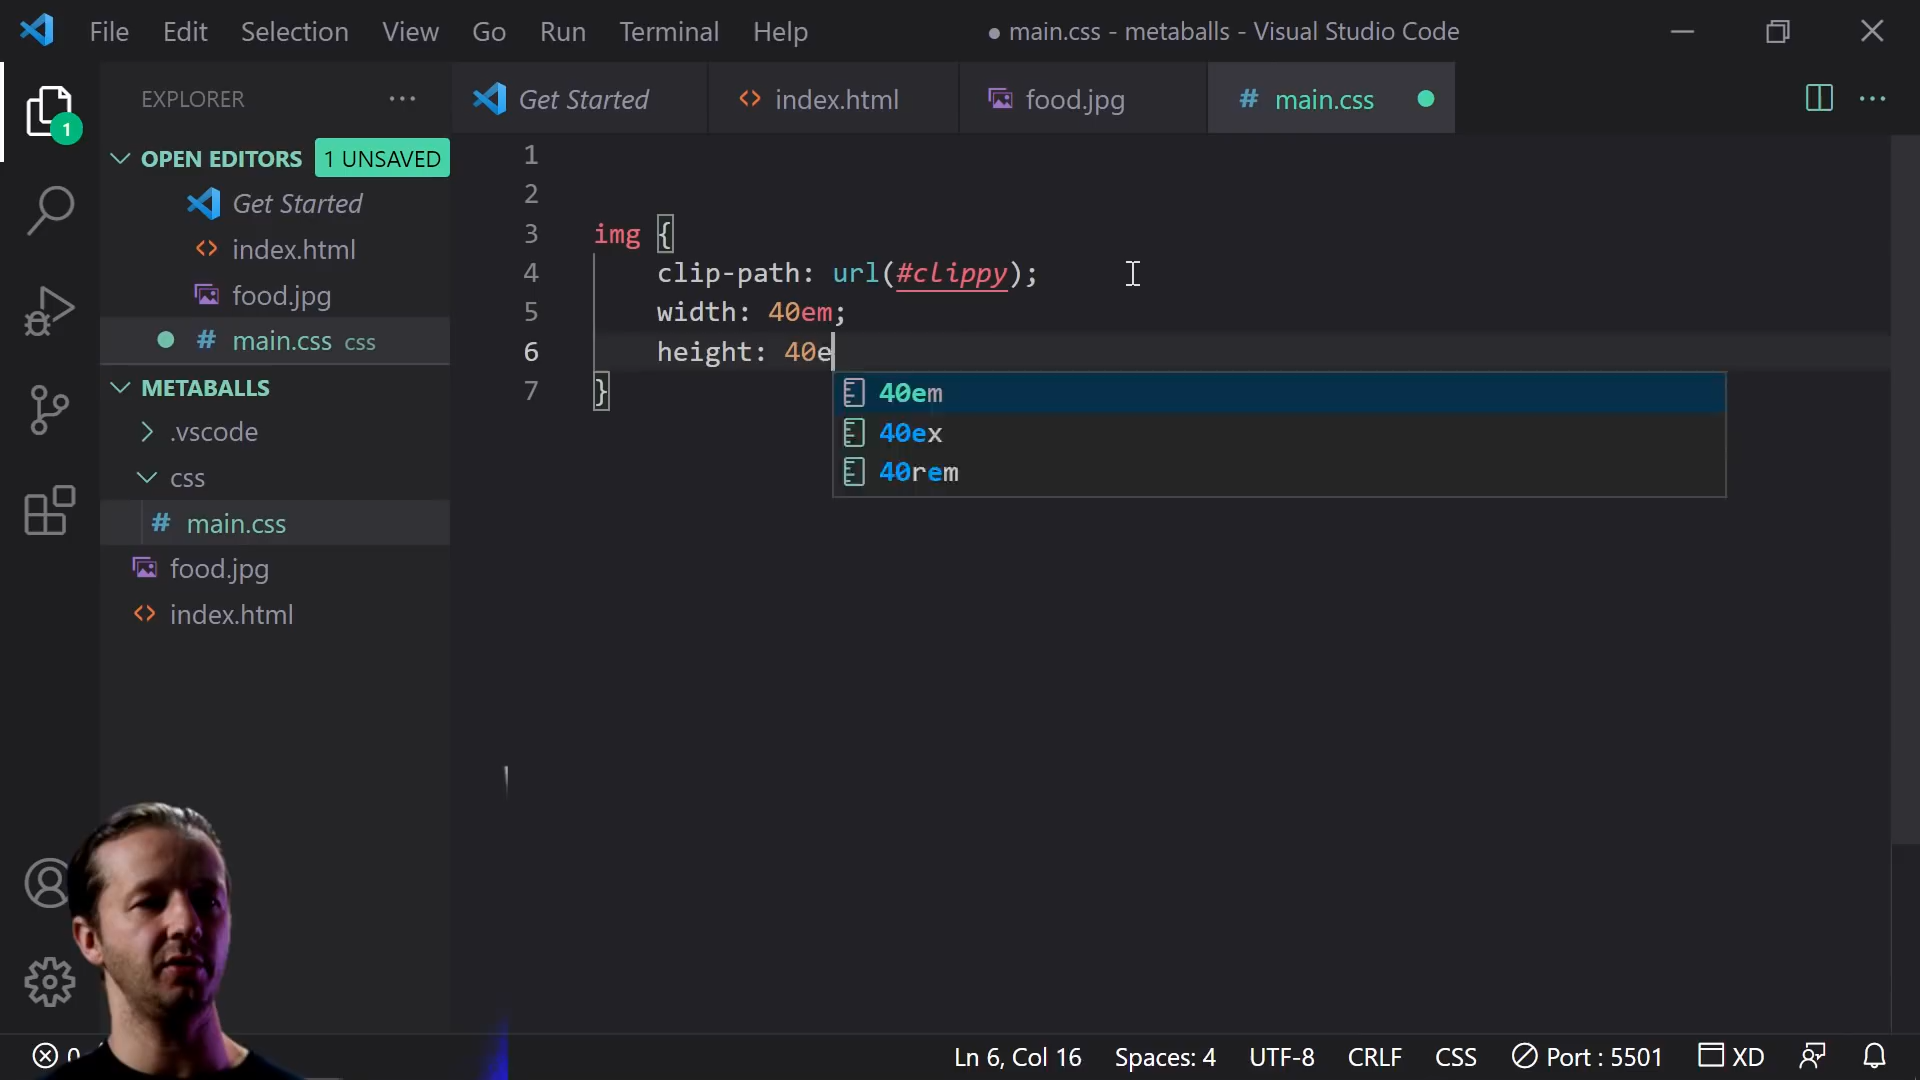 File Edit Selection View Go Run Terminal Help ● main.css - metaballs - Visual Studio Code
EXPLORER ···
Get Started index.html food.jpg # main.css ● ···
1
OPEN EDITORS 1 UNSAVED
Get Started
index.html
food.jpg
● # main.css css
METABALLS
.vscode
css
# main.css
food.jpg
index.html
1
2
3 img {
4 clip-path: url(#clippy);
5 width: 40em;
6 height: 40e
7 }
40em
40ex
40rem
0
Ln 6, Col 16 Spaces: 4 UTF-8 CRLF CSS Port : 5501 XD